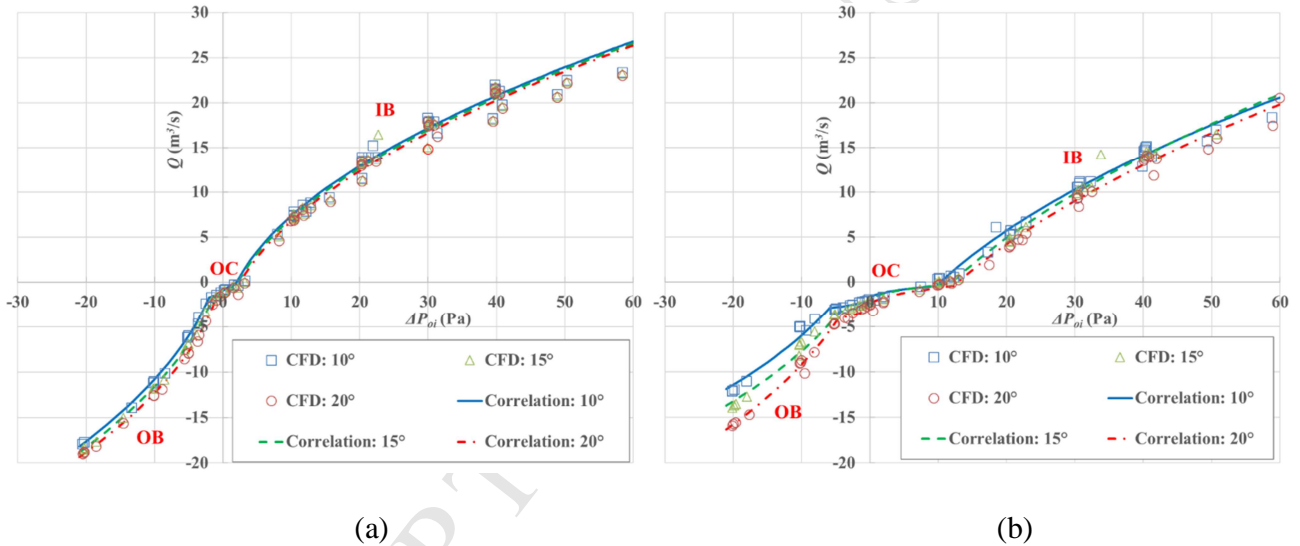 30
25
20
15
10
5
0
-5
-10
-15
-20
-30 -20 -10 0 10 20 30 40 50 60
Q (m³/s)
ΔPoi (Pa)
IB
OC
OB
CFD: 10° CFD: 15°
CFD: 20° Correlation: 10°
Correlation: 15° Correlation: 20°
(a)
30
25
20
15
10
5
0
-5
-10
-15
-20
-30 -20 -10 0 10 20 30 40 50 60
Q (m³/s)
ΔPoi (Pa)
IB
OC
OB
CFD: 10° CFD: 15°
CFD: 20° Correlation: 10°
Correlation: 15° Correlation: 20°
(b)